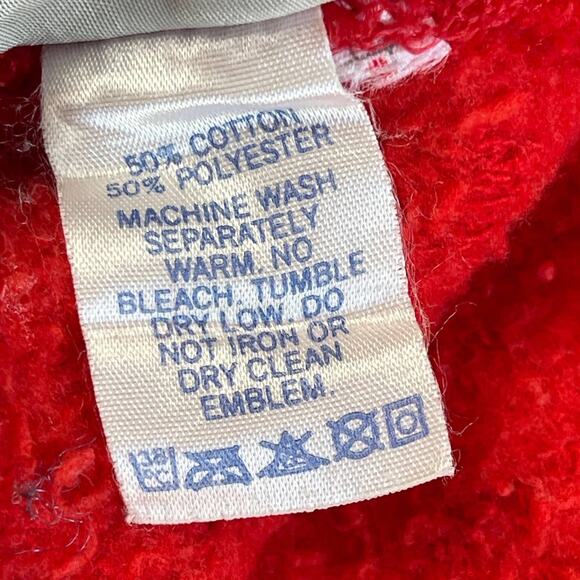 50% COTTON
50% POLYESTER
MACHINE WASH
SEPARATELY
WARM. NO
BLEACH. TUMBLE
DRY LOW. DO
NOT IRON OR
DRY CLEAN
EMBLEM.